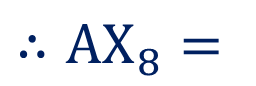 ∴ AX₈ =